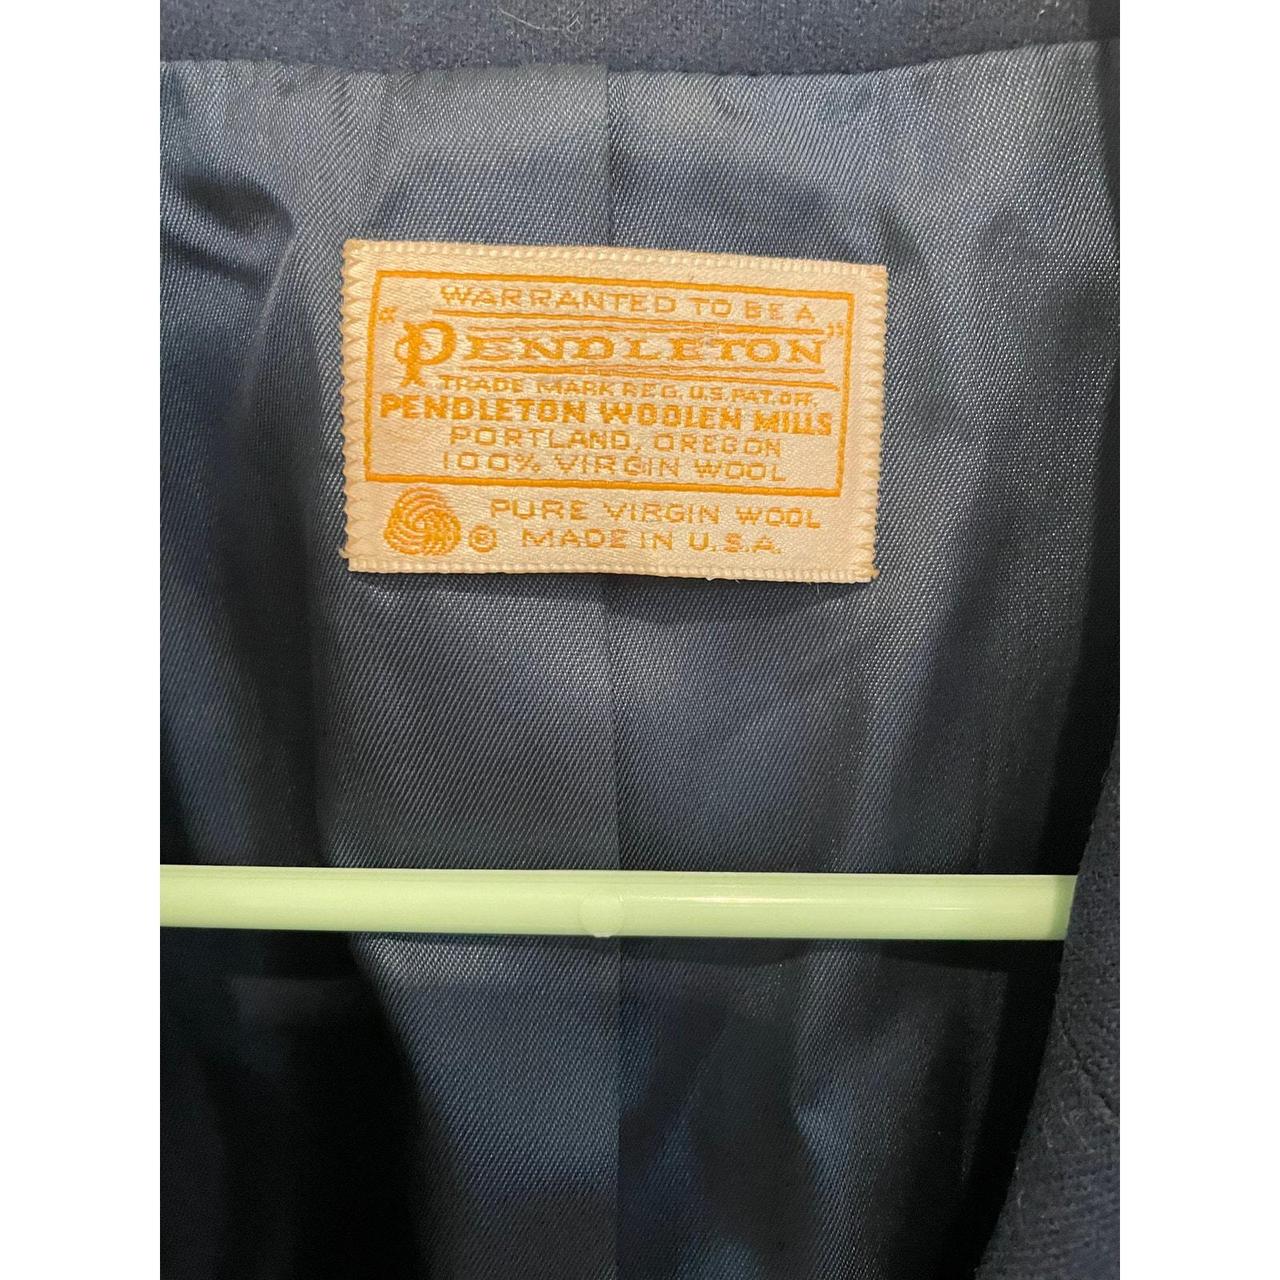 WARRANTED TO BE A
"PENDLETON"
TRADE MARK REG. U.S. PAT. OFF.
PENDLETON WOOLEN MILLS
PORTLAND, OREGON
100% VIRGIN WOOL
PURE VIRGIN WOOL
® MADE IN U.S.A.